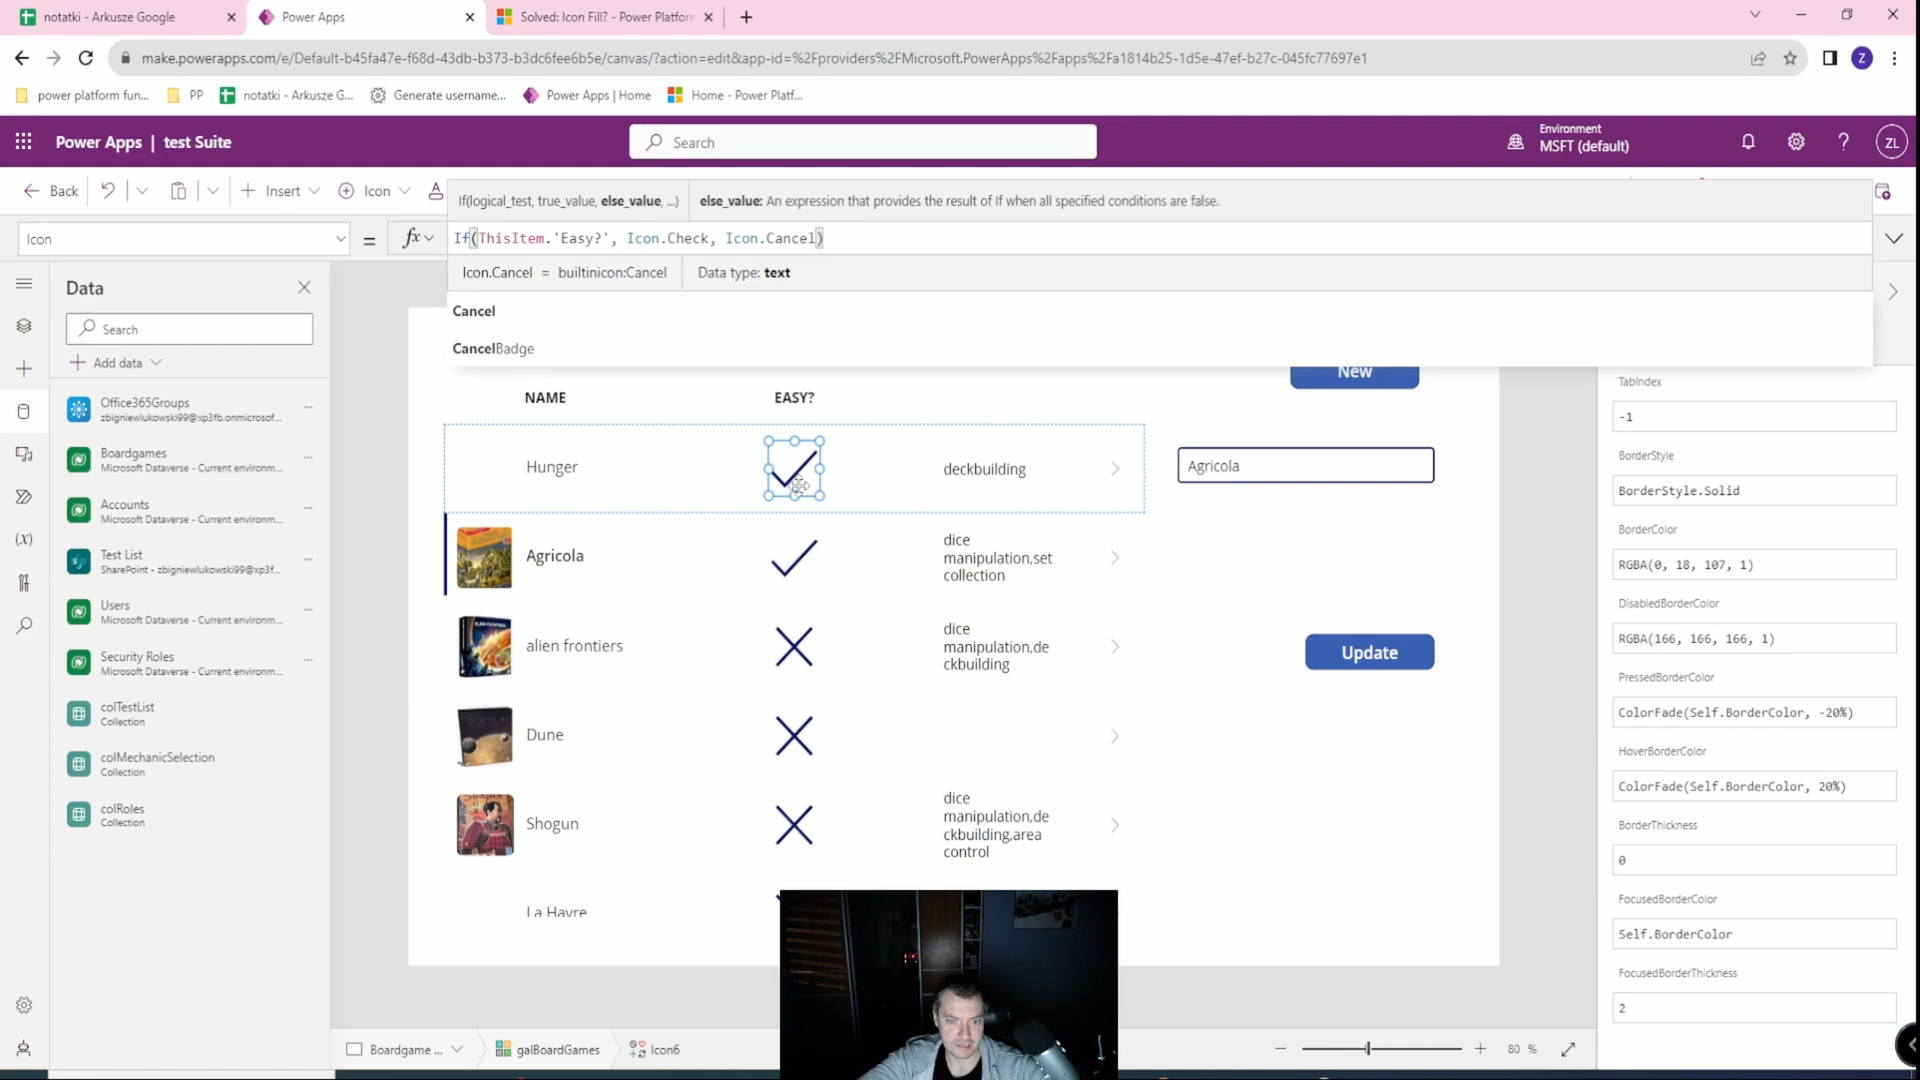 notatki - Arkusze Google
Power Apps
Solved: Icon Fill? - Power Platform
make.powerapps.com/e/Default-b45fa47e-f68d-43db-b373-b3dc6fee6b5e/canvas/?action=edit&app-id=%2Fproviders%2FMicrosoft.PowerApps%2Fapps%2Fa1814b25-1d5e-47ef-b27c-045fc77697e1
Z
power platform fun...
PP
notatki - Arkusze G...
Generate username...
Power Apps | Home
Home - Power Platf...
Power Apps | test Suite
Search
Environment
MSFT (default)
ZL
Back
Insert
Icon
If(logical_test, true_value, else_value, ...)
else_value: An expression that provides the result of If when all specified conditions are false.
Icon
= fx
If(ThisItem.'Easy?', Icon.Check, Icon.Cancel)
Icon.Cancel = builtinicon:Cancel
Data type: text
Cancel
CancelBadge
Data
Search
Add data
Office365Groups
zbigniewlukowski99@xp3fb.onmicrosof...
Boardgames
Microsoft Dataverse - Current environm...
Accounts
Microsoft Dataverse - Current environm...
Test List
SharePoint - zbigniewlukowski99@xp3f...
Users
Microsoft Dataverse - Current environm...
Security Roles
Microsoft Dataverse - Current environm...
colTestList
Collection
colMechanicSelection
Collection
colRoles
Collection
New
NAME
EASY?
Hunger
deckbuilding
Agricola
Agricola
dice
manipulation,set
collection
alien frontiers
dice
manipulation,de
ckbuilding
Update
Dune
Shogun
dice
manipulation,de
ckbuilding,area
control
La Havre
TabIndex
-1
BorderStyle
BorderStyle.Solid
BorderColor
RGBA(0, 18, 107, 1)
DisabledBorderColor
RGBA(166, 166, 166, 1)
PressedBorderColor
ColorFade(Self.BorderColor, -20%)
HoverBorderColor
ColorFade(Self.BorderColor, 20%)
BorderThickness
0
FocusedBorderColor
Self.BorderColor
FocusedBorderThickness
2
Boardgame ...
galBoardGames
Icon6
80 %